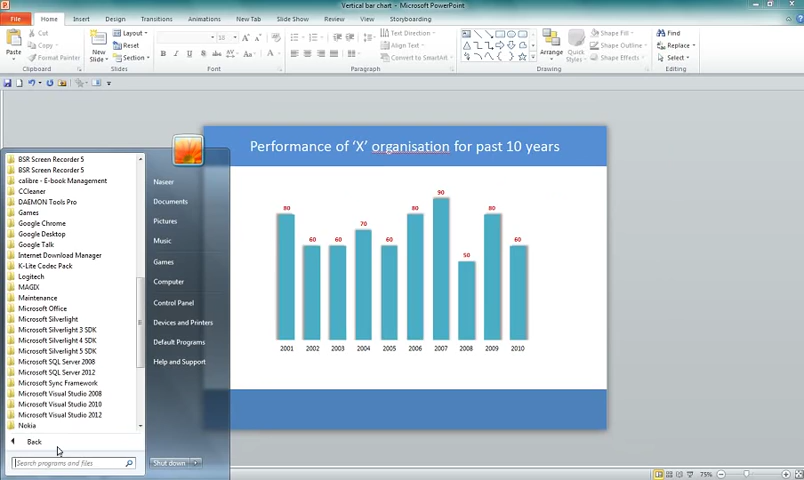 Vertical bar chart - Microsoft PowerPoint
File Home Insert Design Transitions Animations New Tab Slide Show Review View Storyboarding
Paste
Cut
Copy
Format Painter
Clipboard
New Slide
Layout
Reset
Section
Slides
18
Font
Text Direction
Align Text
Convert to SmartArt
Paragraph
Arrange
Quick Styles
Shape Fill
Shape Outline
Shape Effects
Drawing
Find
Replace
Select
Editing
Performance of ‘X’ organisation for past 10 years
80 60 60 70 60 80 90 50 80 60
2001 2002 2003 2004 2005 2006 2007 2008 2009 2010
BSR Screen Recorder 5
BSR Screen Recorder 5
calibre - E-book Management
CCleaner
DAEMON Tools Pro
Games
Google Chrome
Google Desktop
Google Talk
Internet Download Manager
K-Lite Codec Pack
Logitech
MAGIX
Maintenance
Microsoft Office
Microsoft Silverlight
Microsoft Silverlight 3 SDK
Microsoft Silverlight 4 SDK
Microsoft Silverlight 5 SDK
Microsoft SQL Server 2008
Microsoft SQL Server 2012
Microsoft Sync Framework
Microsoft Visual Studio 2008
Microsoft Visual Studio 2010
Microsoft Visual Studio 2012
Nokia
Back
Search programs and files
Naseer
Documents
Pictures
Music
Games
Computer
Control Panel
Devices and Printers
Default Programs
Help and Support
Shut down
75%